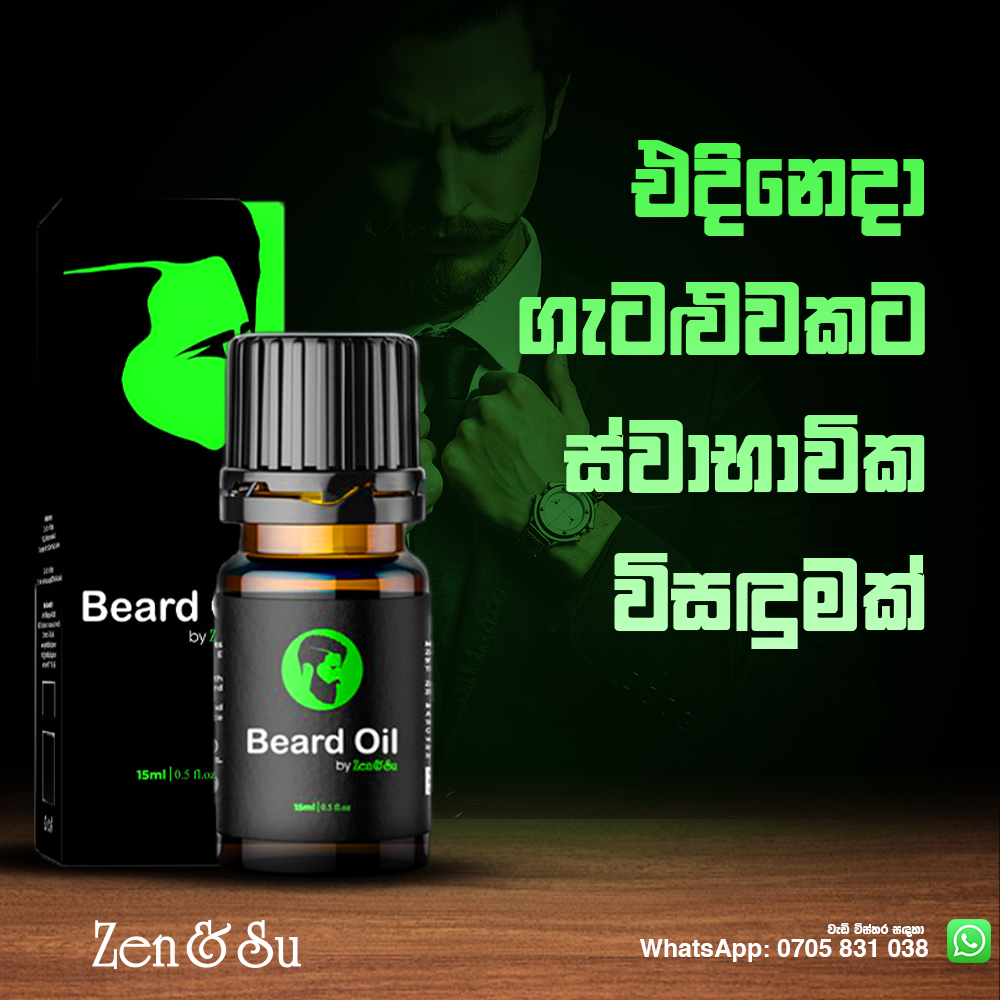 එදිනෙදා
ගැටළුවකට
ස්වාභාවික
විසඳුමක්
Beard
by
15ml | 0.5 fl.oz
Beard Oil
by Zen & Su
15ml | 0.5 fl.oz
Zen & Su
වැඩි විස්තර සඳහා
WhatsApp: 0705 831 038